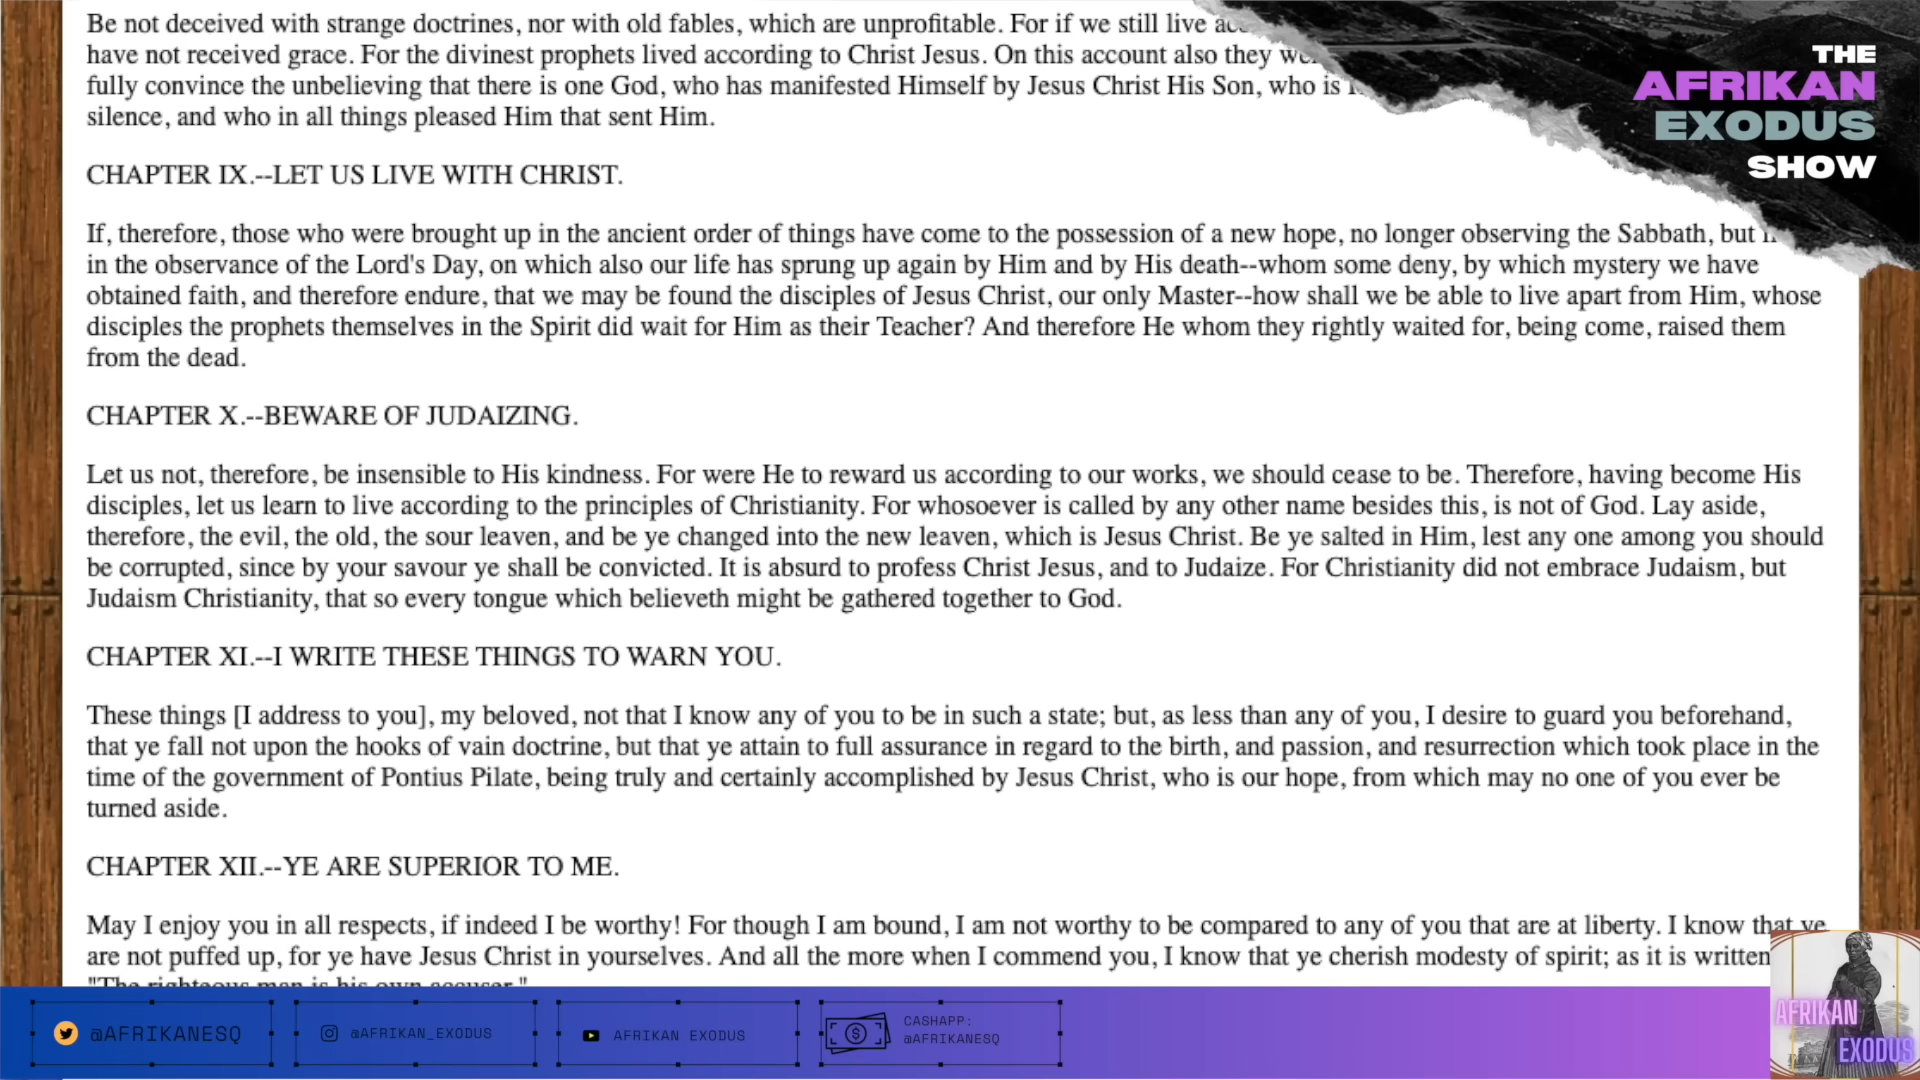 Be not deceived with strange doctrines, nor with old fables, which are unprofitable. For if we still live
have not received grace. For the divinest prophets lived according to Christ Jesus. On this account also they
fully convince the unbelieving that there is one God, who has manifested Himself by Jesus Christ His Son, who is
silence, and who in all things pleased Him that sent Him.
CHAPTER IX.--LET US LIVE WITH CHRIST.
If, therefore, those who were brought up in the ancient order of things have come to the possession of a new hope, no longer observing the Sabbath, but
in the observance of the Lord's Day, on which also our life has sprung up again by Him and by His death--whom some deny, by which mystery we have
obtained faith, and therefore endure, that we may be found the disciples of Jesus Christ, our only Master--how shall we be able to live apart from Him, whose
disciples the prophets themselves in the Spirit did wait for Him as their Teacher? And therefore He whom they rightly waited for, being come, raised them
from the dead.
CHAPTER X.--BEWARE OF JUDAIZING.
Let us not, therefore, be insensible to His kindness. For were He to reward us according to our works, we should cease to be. Therefore, having become His
disciples, let us learn to live according to the principles of Christianity. For whosoever is called by any other name besides this, is not of God. Lay aside,
therefore, the evil, the old, the sour leaven, and be ye changed into the new leaven, which is Jesus Christ. Be ye salted in Him, lest any one among you should
be corrupted, since by your savour ye shall be convicted. It is absurd to profess Christ Jesus, and to Judaize. For Christianity did not embrace Judaism, but
Judaism Christianity, that so every tongue which believeth might be gathered together to God.
CHAPTER XI.--I WRITE THESE THINGS TO WARN YOU.
These things [I address to you], my beloved, not that I know any of you to be in such a state; but, as less than any of you, I desire to guard you beforehand,
that ye fall not upon the hooks of vain doctrine, but that ye attain to full assurance in regard to the birth, and passion, and resurrection which took place in the
time of the government of Pontius Pilate, being truly and certainly accomplished by Jesus Christ, who is our hope, from which may no one of you ever be
turned aside.
CHAPTER XII.--YE ARE SUPERIOR TO ME.
May I enjoy you in all respects, if indeed I be worthy! For though I am bound, I am not worthy to be compared to any of you that are at liberty. I know that ye
are not puffed up, for ye have Jesus Christ in yourselves. And all the more when I commend you, I know that ye cherish modesty of spirit; as it is written
"The righteous man is his own accuser."
THE
AFRIKAN
EXODUS
SHOW
@AFRIKANESQ
@AFRIKAN_EXODUS
AFRIKAN EXODUS
CASHAPP:
@AFRIKANESQ
AFRIKAN
EXODUS